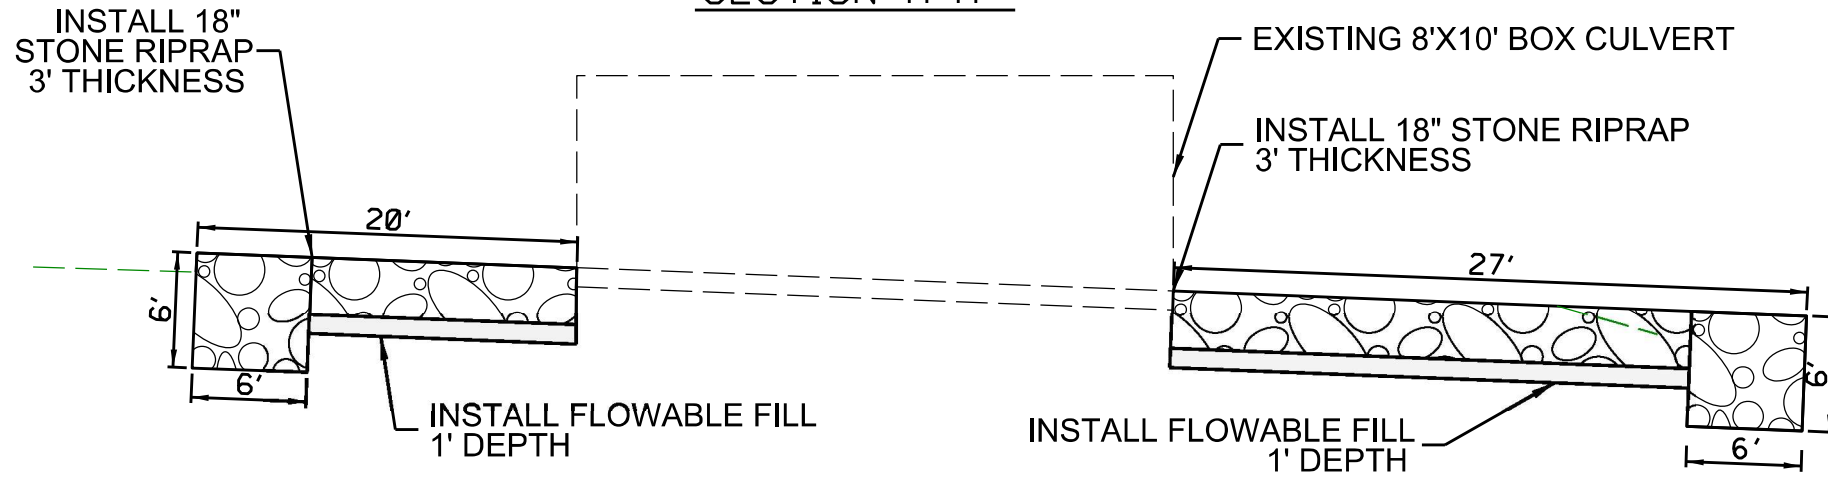 INSTALL 18"
STONE RIPRAP
3' THICKNESS
EXISTING 8'X10' BOX CULVERT
INSTALL 18" STONE RIPRAP
3' THICKNESS
20'
27'
6'
6'
6'
6'
INSTALL FLOWABLE FILL
1' DEPTH
INSTALL FLOWABLE FILL
1' DEPTH